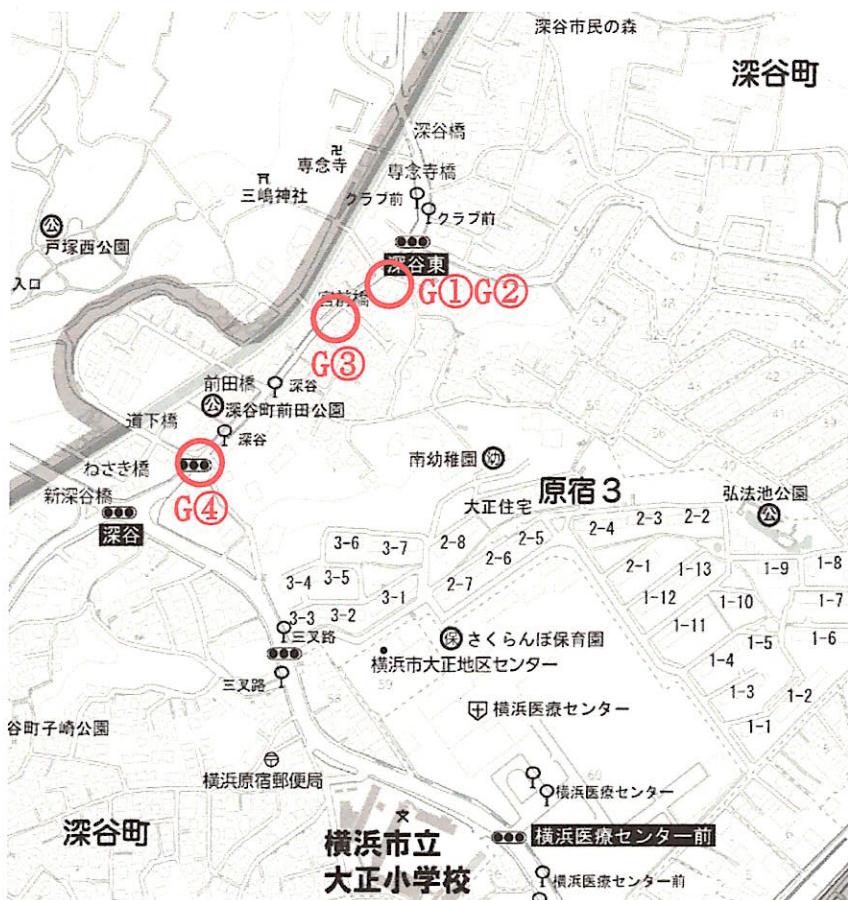 深谷市民の森
深谷町
深谷橋
専念寺
専念寺橋
三嶋神社
クラブ前
クラブ前
公
戸塚西公園
深谷東
入口
宮前橋
G①G②
G③
前田橋
深谷
公
深谷町前田公園
道下橋
深谷
ねさき橋
南幼稚園
幼
新深谷橋
G④
原宿3
弘法池公園
公
大正住宅
深谷
2-4
2-3
2-2
3-6
3-7
2-8
2-5
2-6
3-4
3-5
2-7
2-1
1-13
1-9
1-8
3-1
1-12
1-10
1-7
3-3
3-2
1-11
1-5
1-6
三叉路
保
さくらんぼ保育園
横浜市大正地区センター
1-4
三叉路
1-3
1-2
横浜医療センター
1-1
谷町子崎公園
59
60
横浜原宿郵便局
横浜医療センター
深谷町
文
横浜市立
大正小学校
横浜医療センター前
横浜医療センター前